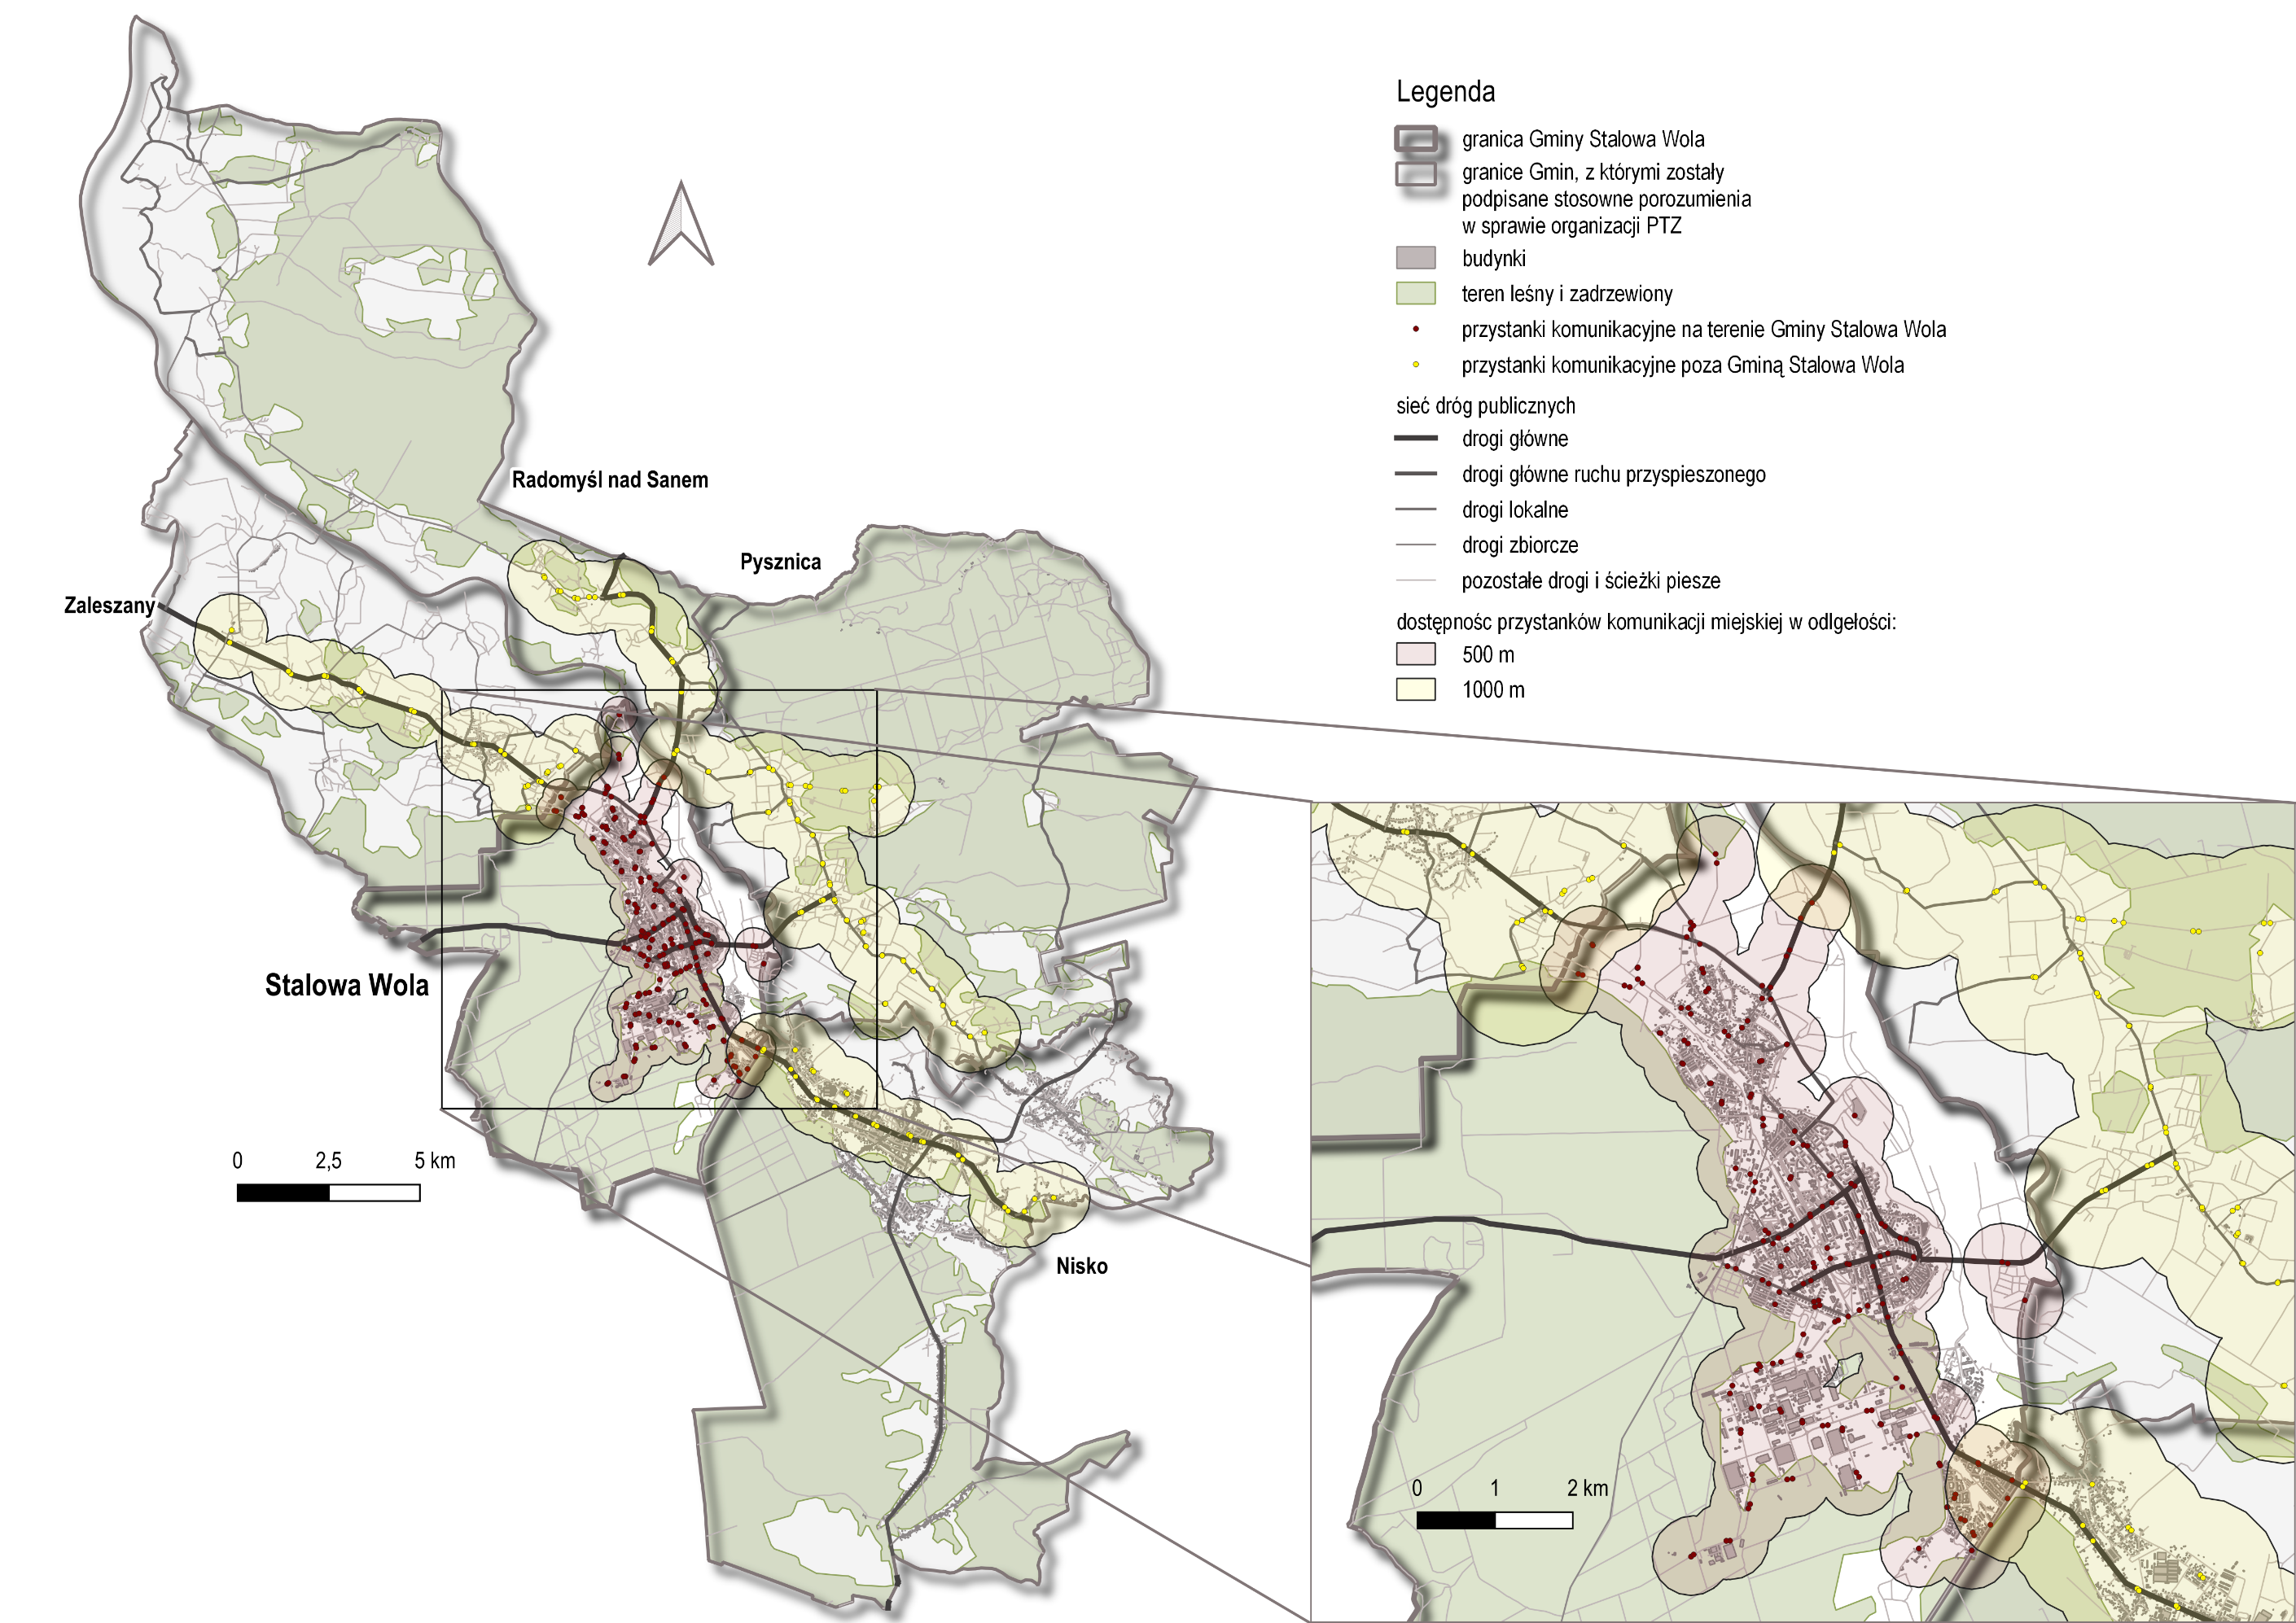 Legenda
granica Gminy Stalowa Wola
granice Gmin, z którymi zostały
podpisane stosowne porozumienia
w sprawie organizacji PTZ
budynki
teren leśny i zadrzewiony
przystanki komunikacyjne na terenie Gminy Stalowa Wola
przystanki komunikacyjne poza Gminą Stalowa Wola
sieć dróg publicznych
drogi główne
drogi główne ruchu przyspieszonego
drogi lokalne
drogi zbiorcze
pozostałe drogi i ścieżki piesze
dostępnośc przystanków komunikacji miejskiej w odlgełości:
500 m
1000 m
Radomyśl nad Sanem
Pysznica
Zaleszany
Stalowa Wola
Nisko
0 2,5 5 km
0 1 2 km